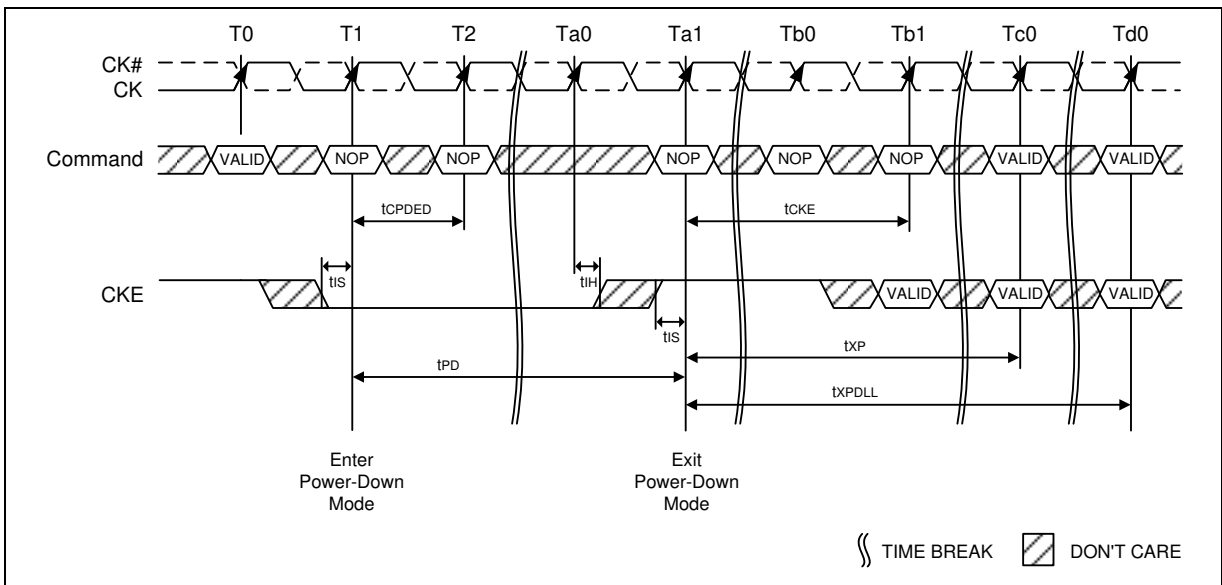 T0 T1 T2 Ta0 Ta1 Tb0 Tb1 Tc0 Td0
CK#
CK
Command VALID NOP NOP NOP NOP NOP VALID VALID
tCPDED tCKE
tIS tIH
CKE VALID VALID VALID
tIS
tXP
tPD
tXPDLL
Enter
Power-Down
Mode
Exit
Power-Down
Mode
TIME BREAK DON'T CARE